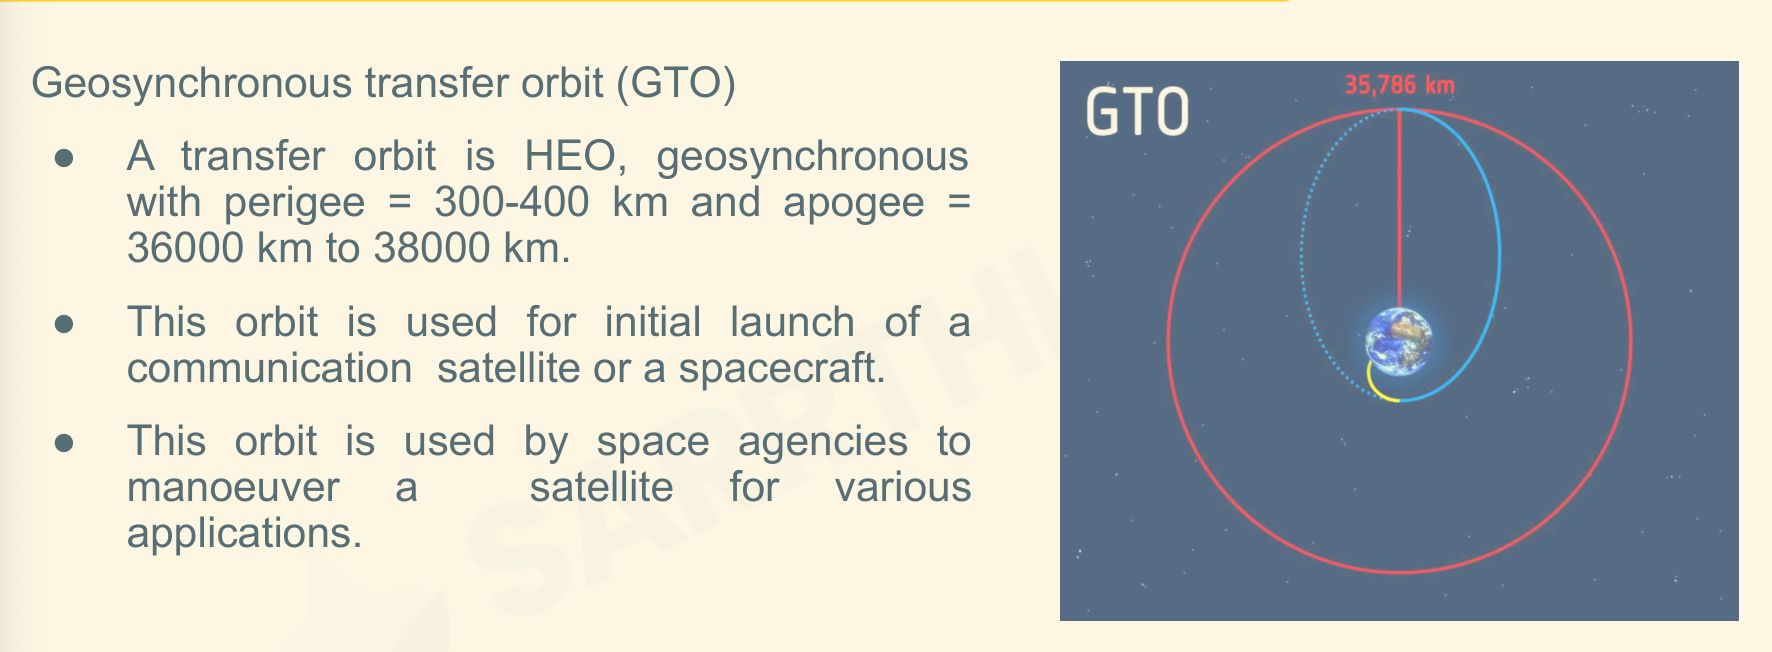 Geosynchronous transfer orbit (GTO)
● A transfer orbit is HEO, geosynchronous
with perigee = 300-400 km and apogee =
36000 km to 38000 km.
● This orbit is used for initial launch of a
communication satellite or a spacecraft.
● This orbit is used by space agencies to
manoeuver a satellite for various
applications.
GTO
35,786 km
SARRTHI